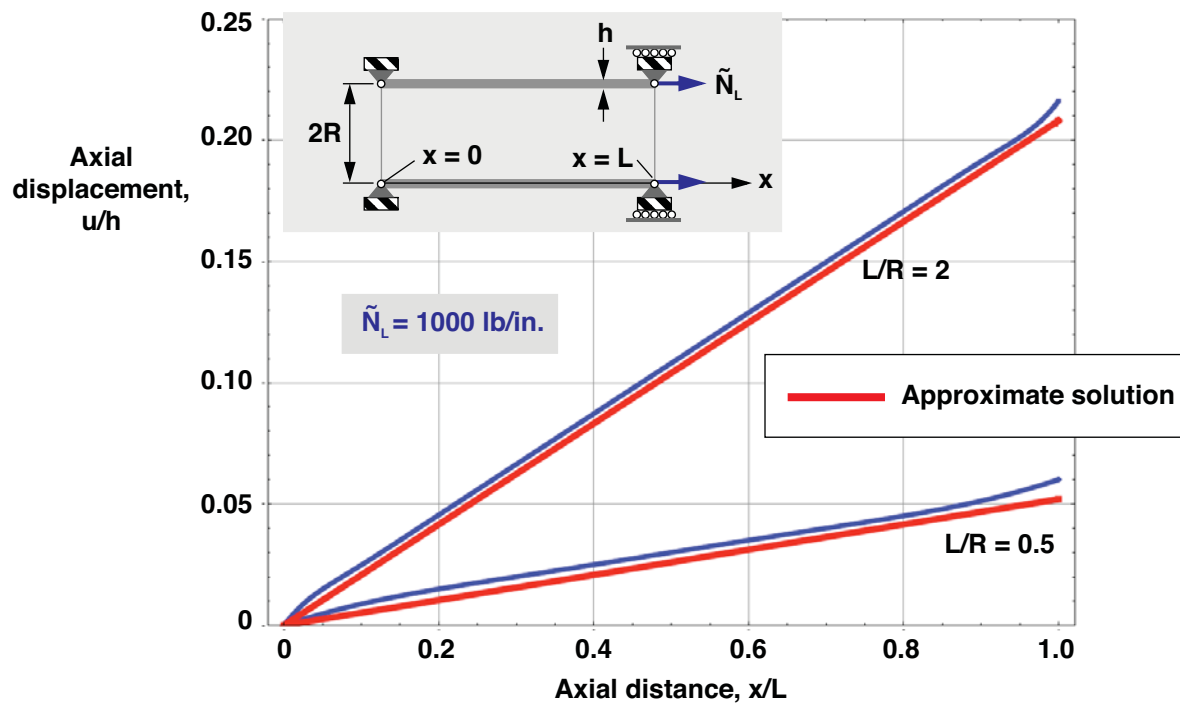 Axial
displacement,
u/h
0.25
0.20
0.15
0.10
0.05
0
h
Ñ_L
2R
x = 0
x = L
x
L/R = 2
Ñ_L = 1000 lb/in.
Approximate solution
L/R = 0.5
0 0.2 0.4 0.6 0.8 1.0
Axial distance, x/L